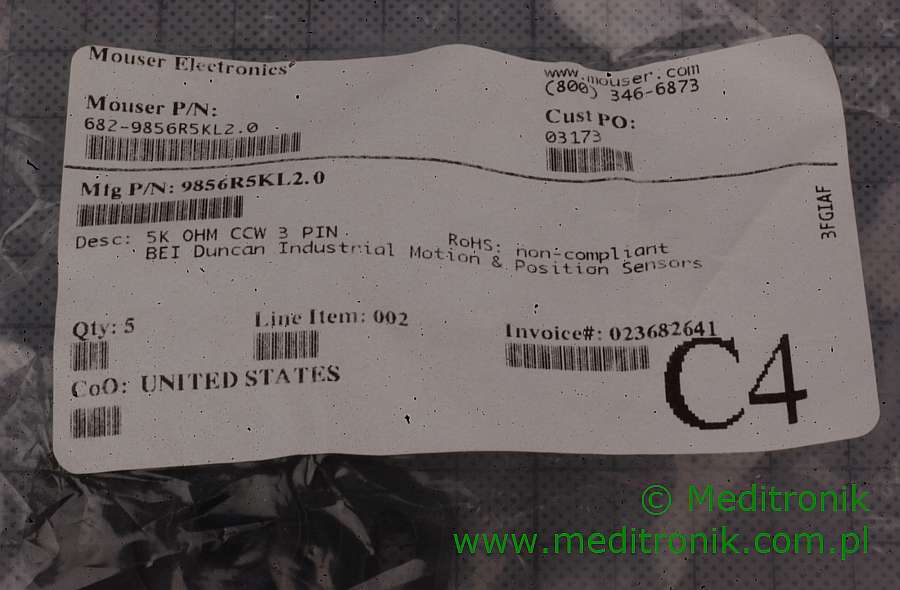 Mouser Electronics
www.mouser.com
(800) 346-6873
Mouser P/N:
682-9856R5KL2.0
Cust PO:
03173
Mfg P/N: 9856R5KL2.0
3FGIAF
Desc: 5K OHM CCW 3 PIN
RoHS: non-compliant
BEI Duncan Industrial Motion & Position Sensors
Qty: 5
Line Item: 002
Invoice#: 023682641
C4
CoO: UNITED STATES
© Meditronik
www.meditronik.com.pl